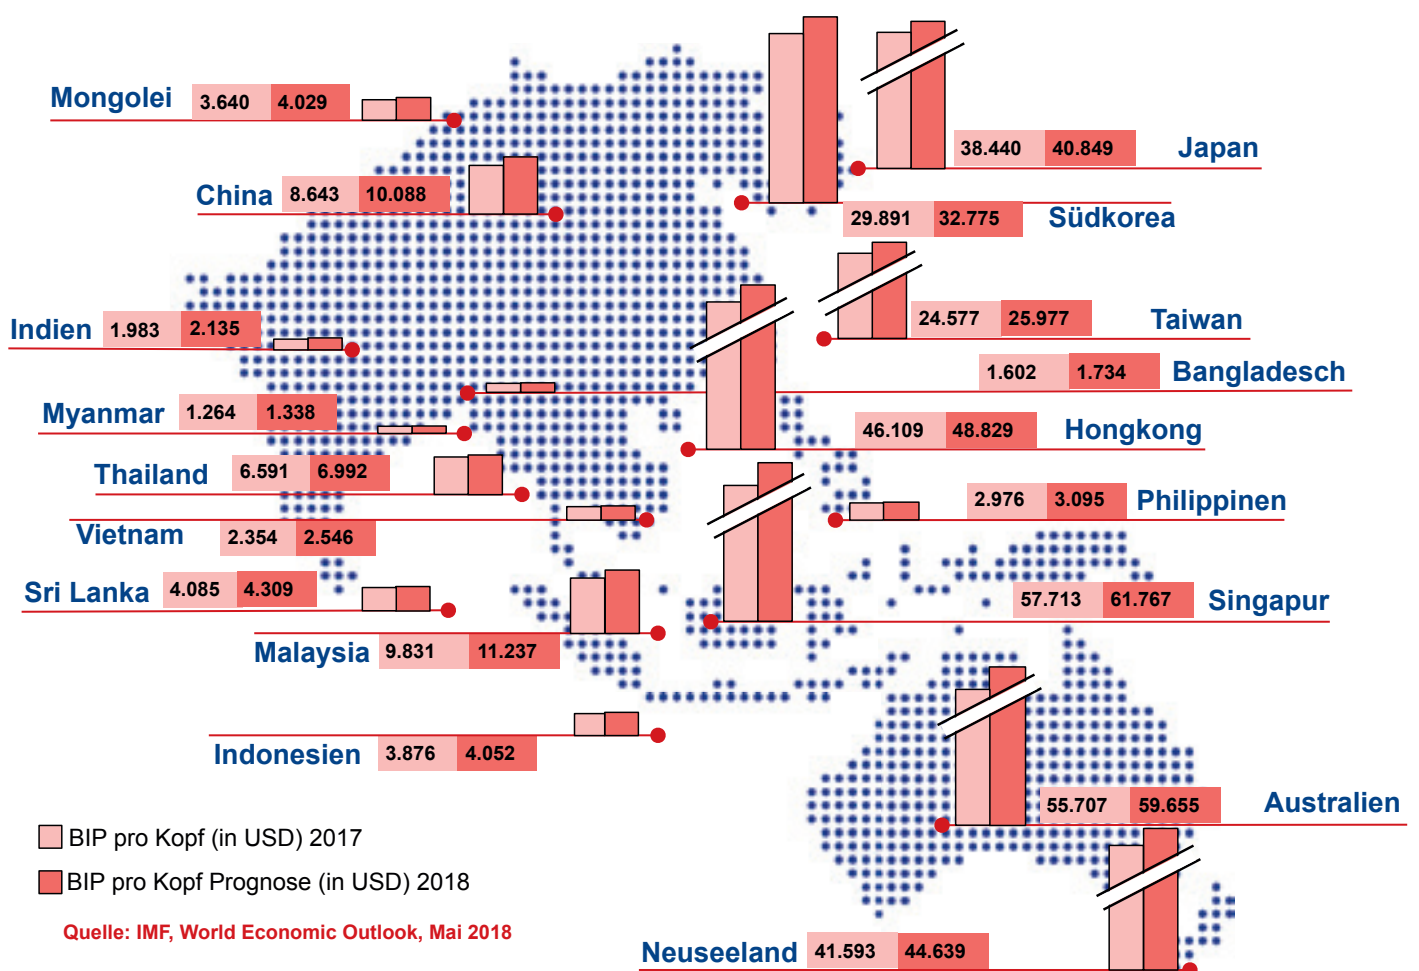 Mongolei 3.640 4.029
38.440 40.849 Japan
China 8.643 10.088
29.891 32.775 Südkorea
Indien 1.983 2.135
24.577 25.977 Taiwan
1.602 1.734 Bangladesch
Myanmar 1.264 1.338
46.109 48.829 Hongkong
Thailand 6.591 6.992
2.976 3.095 Philippinen
Vietnam 2.354 2.546
Sri Lanka 4.085 4.309
57.713 61.767 Singapur
Malaysia 9.831 11.237
Indonesien 3.876 4.052
55.707 59.655 Australien
BIP pro Kopf (in USD) 2017
BIP pro Kopf Prognose (in USD) 2018
Quelle: IMF, World Economic Outlook, Mai 2018
Neuseeland 41.593 44.639